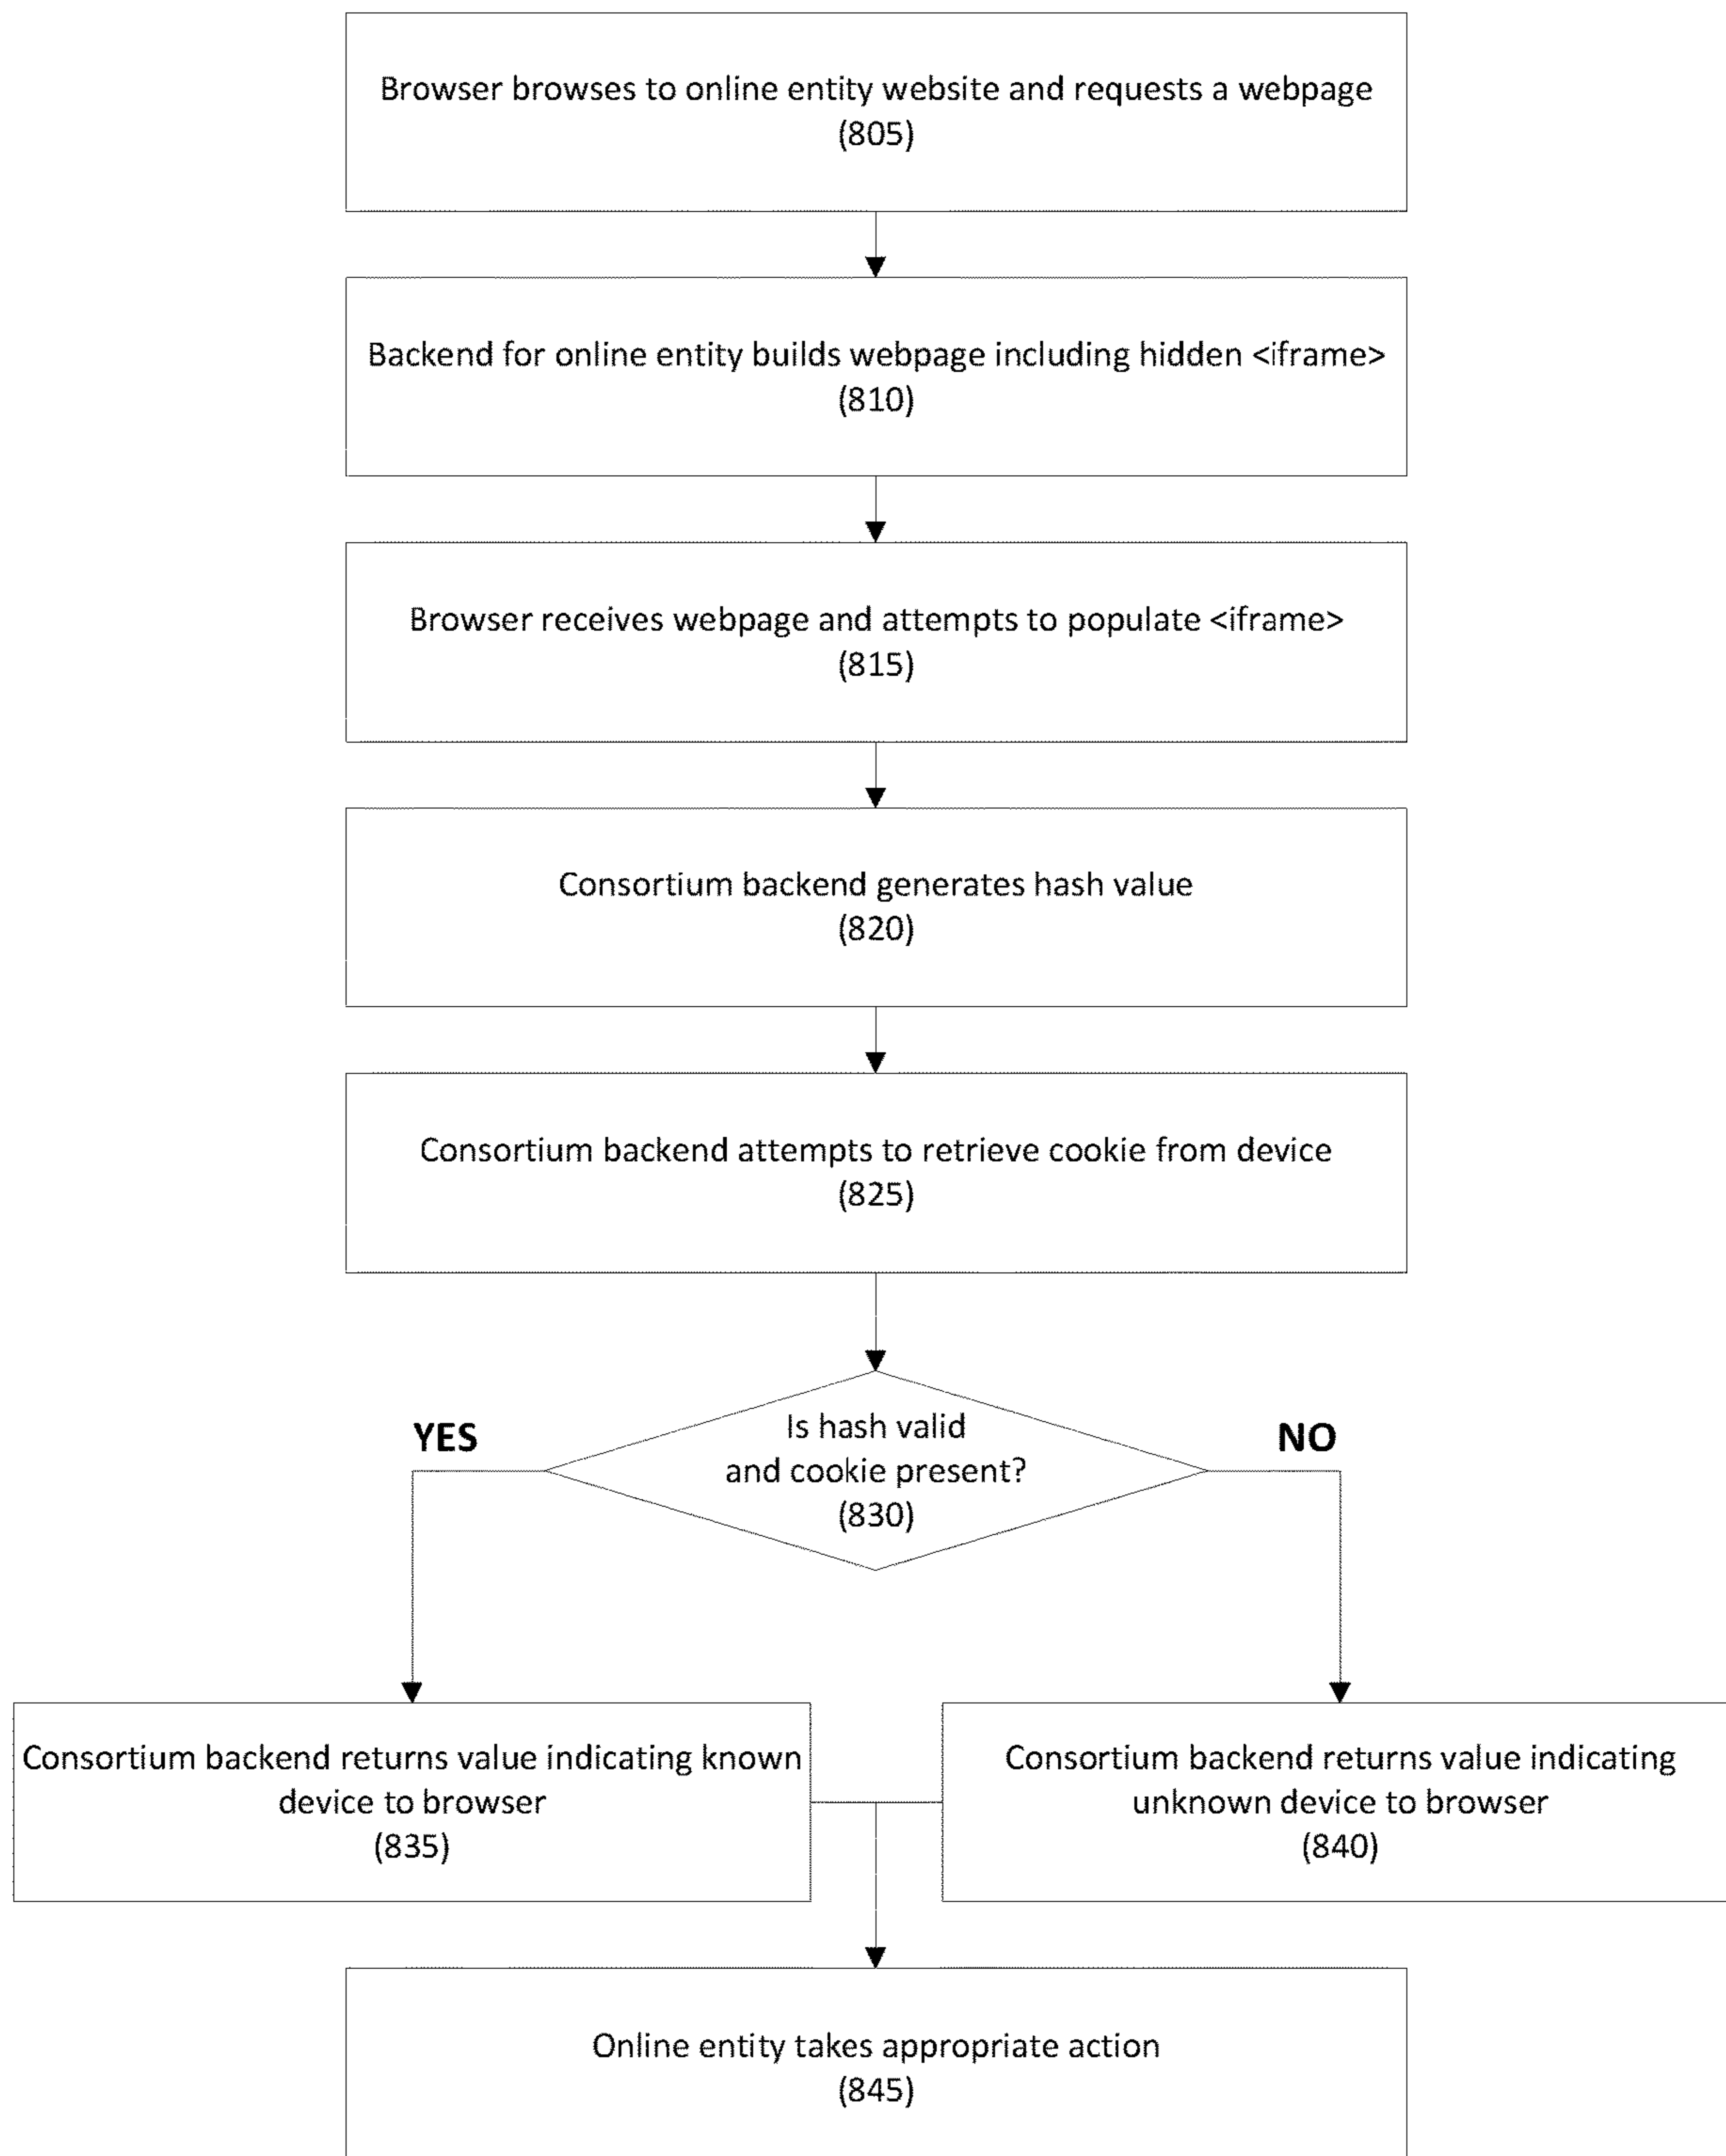 Browser browses to online entity website and requests a webpage
(805)
Backend for online entity builds webpage including hidden <iframe>
(810)
Browser receives webpage and attempts to populate <iframe>
(815)
Consortium backend generates hash value
(820)
Consortium backend attempts to retrieve cookie from device
(825)
YES
Is hash valid
and cookie present?
(830)
NO
Consortium backend returns value indicating known
device to browser
(835)
Consortium backend returns value indicating
unknown device to browser
(840)
Online entity takes appropriate action
(845)